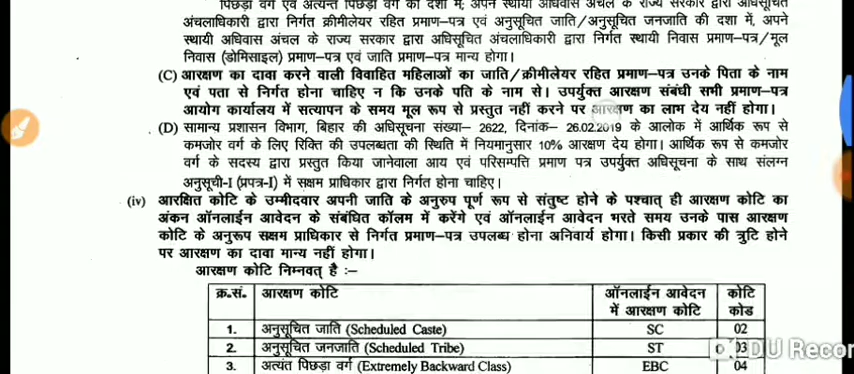 पिछड़ा वर्ग एवं अत्यन्त पिछड़ा वर्ग की दशा में, अपने स्थायी अधिवास अंचल के राज्य सरकार द्वारा अधिसूचित
अंचलाधिकारी द्वारा निर्गत क्रीमीलेयर रहित प्रमाण–पत्र एवं अनुसूचित जाति/अनुसूचित जनजाति की दशा में, अपने
स्थायी अधिवास अंचल के राज्य सरकार द्वारा अधिसूचित अंचलाधिकारी द्वारा निर्गत स्थायी निवास प्रमाण–पत्र/मूल
निवास (डोमिसाइल) प्रमाण–पत्र एवं जाति प्रमाण–पत्र मान्य होगा।
(C) आरक्षण का दावा करने वाली विवाहित महिलाओं का जाति/क्रीमीलेयर रहित प्रमाण–पत्र उनके पिता के नाम
एवं पता से निर्गत होना चाहिए न कि उनके पति के नाम से। उपर्युक्त आरक्षण संबंधी सभी प्रमाण–पत्र
आयोग कार्यालय में सत्यापन के समय मूल रूप से प्रस्तुत नहीं करने पर आरक्षण का लाभ देय नहीं होगा।
(D) सामान्य प्रशासन विभाग, बिहार की अधिसूचना संख्या– 2622, दिनांक– 26.02.2019 के आलोक में आर्थिक रूप से
कमजोर वर्ग के लिए रिक्ति की उपलब्धता की स्थिति में नियमानुसार 10% आरक्षण देय होगा। आर्थिक रूप से कमजोर
वर्ग के सदस्य द्वारा प्रस्तुत किया जानेवाला आय एवं परिसम्पत्ति प्रमाण पत्र उपर्युक्त अधिसूचना के साथ संलग्न
अनुसूची-I (प्रपत्र-I) में सक्षम प्राधिकार द्वारा निर्गत होना चाहिए।
(iv) आरक्षित कोटि के उम्मीदवार अपनी जाति के अनुरुप पूर्ण रूप से संतुष्ट होने के पश्चात् ही आरक्षण कोटि का
अंकन ऑनलाईन आवेदन के संबंधित कॉलम में करेंगे एवं ऑनलाईन आवेदन भरते समय उनके पास आरक्षण
कोटि के अनुरूप सक्षम प्राधिकार से निर्गत प्रमाण–पत्र उपलब्ध होना अनिवार्य होगा। किसी प्रकार की त्रुटि होने
पर आरक्षण का दावा मान्य नहीं होगा।
आरक्षण कोटि निम्नवत् है :–
क्र.सं. आरक्षण कोटि ऑनलाईन आवेदन में आरक्षण कोटि कोटि कोड
1. अनुसूचित जाति (Scheduled Caste) SC 02
2. अनुसूचित जनजाति (Scheduled Tribe) ST 03
3. अत्यंत पिछड़ा वर्ग (Extremely Backward Class) EBC 04
DU Recor